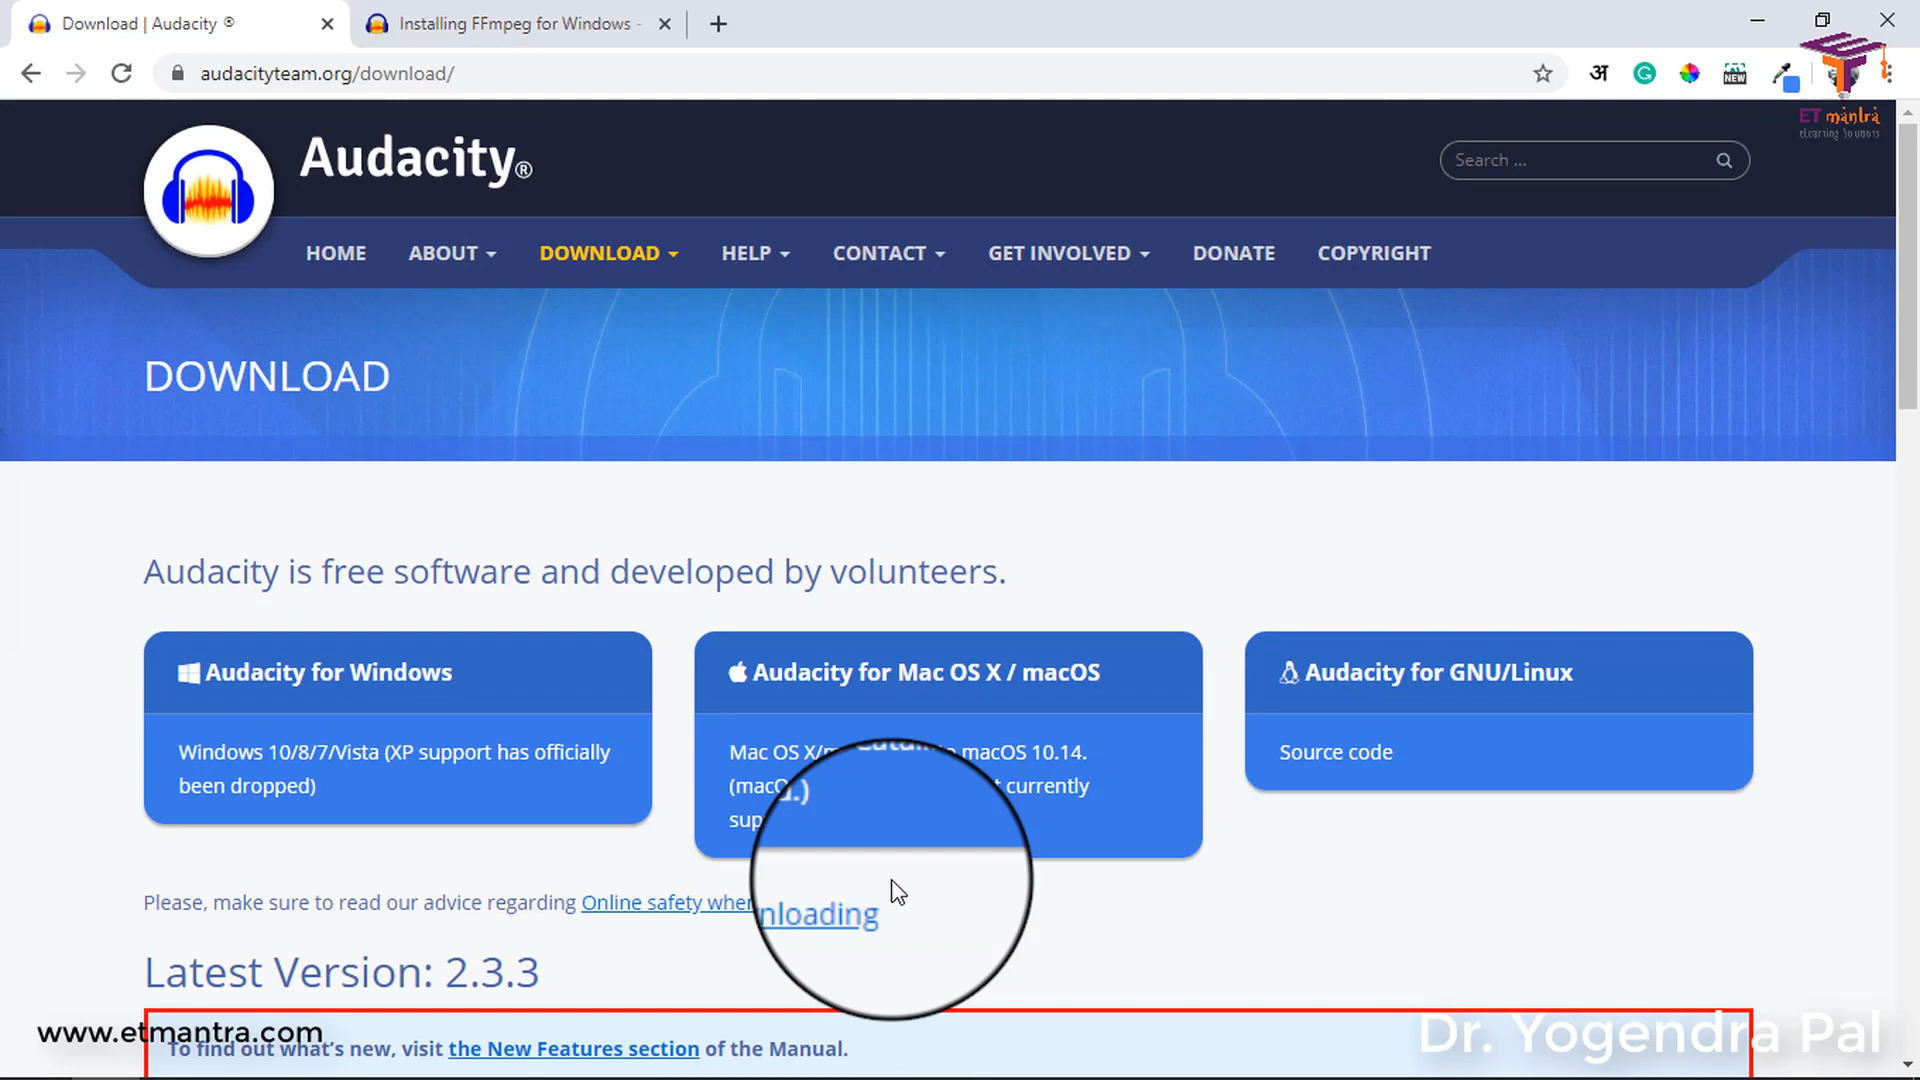 Download | Audacity ®
Installing FFmpeg for Windows -
audacityteam.org/download/
अ
NEW
ET mantra
eLearning Solutions
Audacity®
Search ...
HOME
ABOUT
DOWNLOAD
HELP
CONTACT
GET INVOLVED
DONATE
COPYRIGHT
DOWNLOAD
Audacity is free software and developed by volunteers.
Audacity for Windows
Windows 10/8/7/Vista (XP support has officially
been dropped)
Audacity for Mac OS X / macOS
Mac OS X/m macOS 10.14.
(macO d.) t currently
sup
Audacity for GNU/Linux
Source code
Please, make sure to read our advice regarding Online safety when nloading
Latest Version: 2.3.3
To find out what’s new, visit the New Features section of the Manual.
www.etmantra.com
Dr. Yogendra Pal